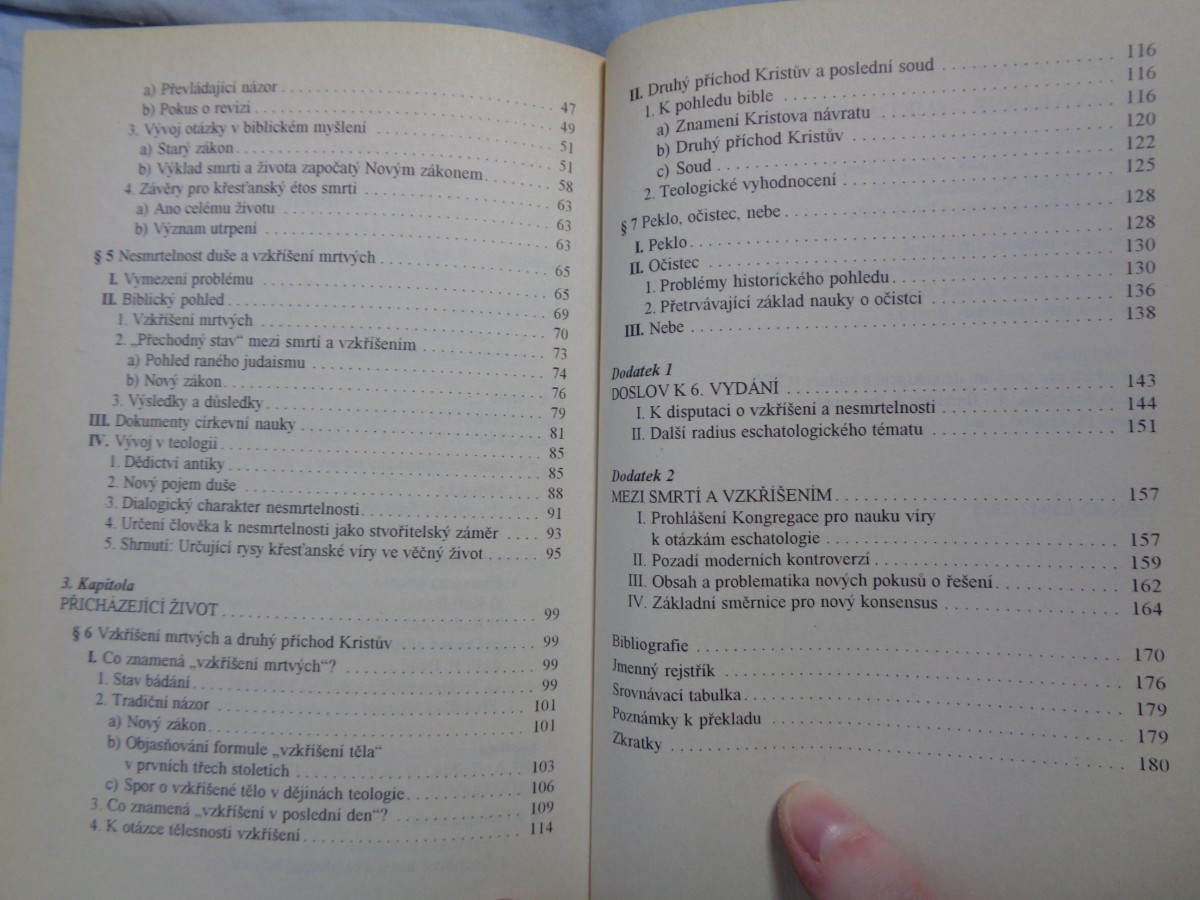 a) Převládající názor . . . . . . . . . . . . . . . . . . . . . 47
b) Pokus o revizi . . . . . . . . . . . . . . . . . . . . . 49
3. Vývoj otázky v biblickém myšlení . . . . . . . . . . . . . . . 51
a) Starý zákon . . . . . . . . . . . . . . . . . . . . . 51
b) Výklad smrti a života započatý Novým zákonem . . . . . . . . 58
4. Závěry pro křesťanský étos smrti . . . . . . . . . . . . . . . 63
a) Ano celému životu . . . . . . . . . . . . . . . . . . . . . 63
b) Význam utrpení . . . . . . . . . . . . . . . . . . . . . 63
§ 5 Nesmrtelnost duše a vzkříšení mrtvých . . . . . . . . . . . . . . . 65
I. Vymezení problému . . . . . . . . . . . . . . . . . . . . . 65
II. Biblický pohled . . . . . . . . . . . . . . . . . . . . . 69
1. Vzkříšení mrtvých . . . . . . . . . . . . . . . . . . . . . 70
2. „Přechodný stav“ mezi smrtí a vzkříšením . . . . . . . . . . 73
a) Pohled raného judaismu . . . . . . . . . . . . . . . . . . 74
b) Nový zákon . . . . . . . . . . . . . . . . . . . . . 76
3. Výsledky a důsledky . . . . . . . . . . . . . . . . . . . . . 79
III. Dokumenty církevní nauky . . . . . . . . . . . . . . . . . . 81
IV. Vývoj v teologii . . . . . . . . . . . . . . . . . . . . . 85
1. Dědictví antiky . . . . . . . . . . . . . . . . . . . . . 85
2. Nový pojem duše . . . . . . . . . . . . . . . . . . . . . 88
3. Dialogický charakter nesmrtelnosti . . . . . . . . . . . . . . . 91
4. Určení člověka k nesmrtelnosti jako stvořitelský záměr . . . . 93
5. Shrnutí: Určující rysy křesťanské víry ve věčný život . . . . . . 95
3. Kapitola
PŘICHÁZEJÍCÍ ŽIVOT . . . . . . . . . . . . . . . . . . . . . 99
§ 6 Vzkříšení mrtvých a druhý příchod Kristův . . . . . . . . . . . . 99
I. Co znamená „vzkříšení mrtvých“? . . . . . . . . . . . . . . . 99
1. Stav bádání . . . . . . . . . . . . . . . . . . . . . 99
2. Tradiční názor . . . . . . . . . . . . . . . . . . . . . 101
a) Nový zákon . . . . . . . . . . . . . . . . . . . . . 101
b) Objasňování formule „vzkříšení těla“
v prvních třech stoletích . . . . . . . . . . . . . . . . . . 103
c) Spor o vzkříšené tělo v dějinách teologie . . . . . . . . . . . 106
3. Co znamená „vzkříšení v poslední den“? . . . . . . . . . . . . 109
4. K otázce tělesnosti vzkříšení . . . . . . . . . . . . . . . . . . 114
II. Druhý příchod Kristův a poslední soud . . . . . . . . . . . . . . . 116
1. K pohledu bible . . . . . . . . . . . . . . . . . . . . . 116
a) Znamení Kristova návratu . . . . . . . . . . . . . . . . . . 116
b) Druhý příchod Kristův . . . . . . . . . . . . . . . . . . 120
c) Soud . . . . . . . . . . . . . . . . . . . . . 122
2. Teologické vyhodnocení . . . . . . . . . . . . . . . . . . 125
§ 7 Peklo, očistec, nebe . . . . . . . . . . . . . . . . . . . . . 128
I. Peklo . . . . . . . . . . . . . . . . . . . . . 128
II. Očistec . . . . . . . . . . . . . . . . . . . . . 130
1. Problémy historického pohledu . . . . . . . . . . . . . . . 130
2. Přetrvávající základ nauky o očistci . . . . . . . . . . . . . . . 136
III. Nebe . . . . . . . . . . . . . . . . . . . . . 138
Dodatek 1
DOSLOV K 6. VYDÁNÍ . . . . . . . . . . . . . . . . . . . . . 143
I. K disputaci o vzkříšení a nesmrtelnosti . . . . . . . . . . . . . . . 144
II. Další radius eschatologického tématu . . . . . . . . . . . . . . . 151
Dodatek 2
MEZI SMRTÍ A VZKŘÍŠENÍM . . . . . . . . . . . . . . . . . . 157
I. Prohlášení Kongregace pro nauku víry
k otázkám eschatologie . . . . . . . . . . . . . . . . . . . . . 157
II. Pozadí moderních kontroverzí . . . . . . . . . . . . . . . . . . 159
III. Obsah a problematika nových pokusů o řešení . . . . . . . . . . 162
IV. Základní směrnice pro nový konsensus . . . . . . . . . . . . . . . 164
Bibliografie . . . . . . . . . . . . . . . . . . . . . 170
Jmenný rejstřík . . . . . . . . . . . . . . . . . . . . . 176
Srovnávací tabulka . . . . . . . . . . . . . . . . . . . . . 179
Poznámky k překladu . . . . . . . . . . . . . . . . . . . . . 179
Zkratky . . . . . . . . . . . . . . . . . . . . . 180